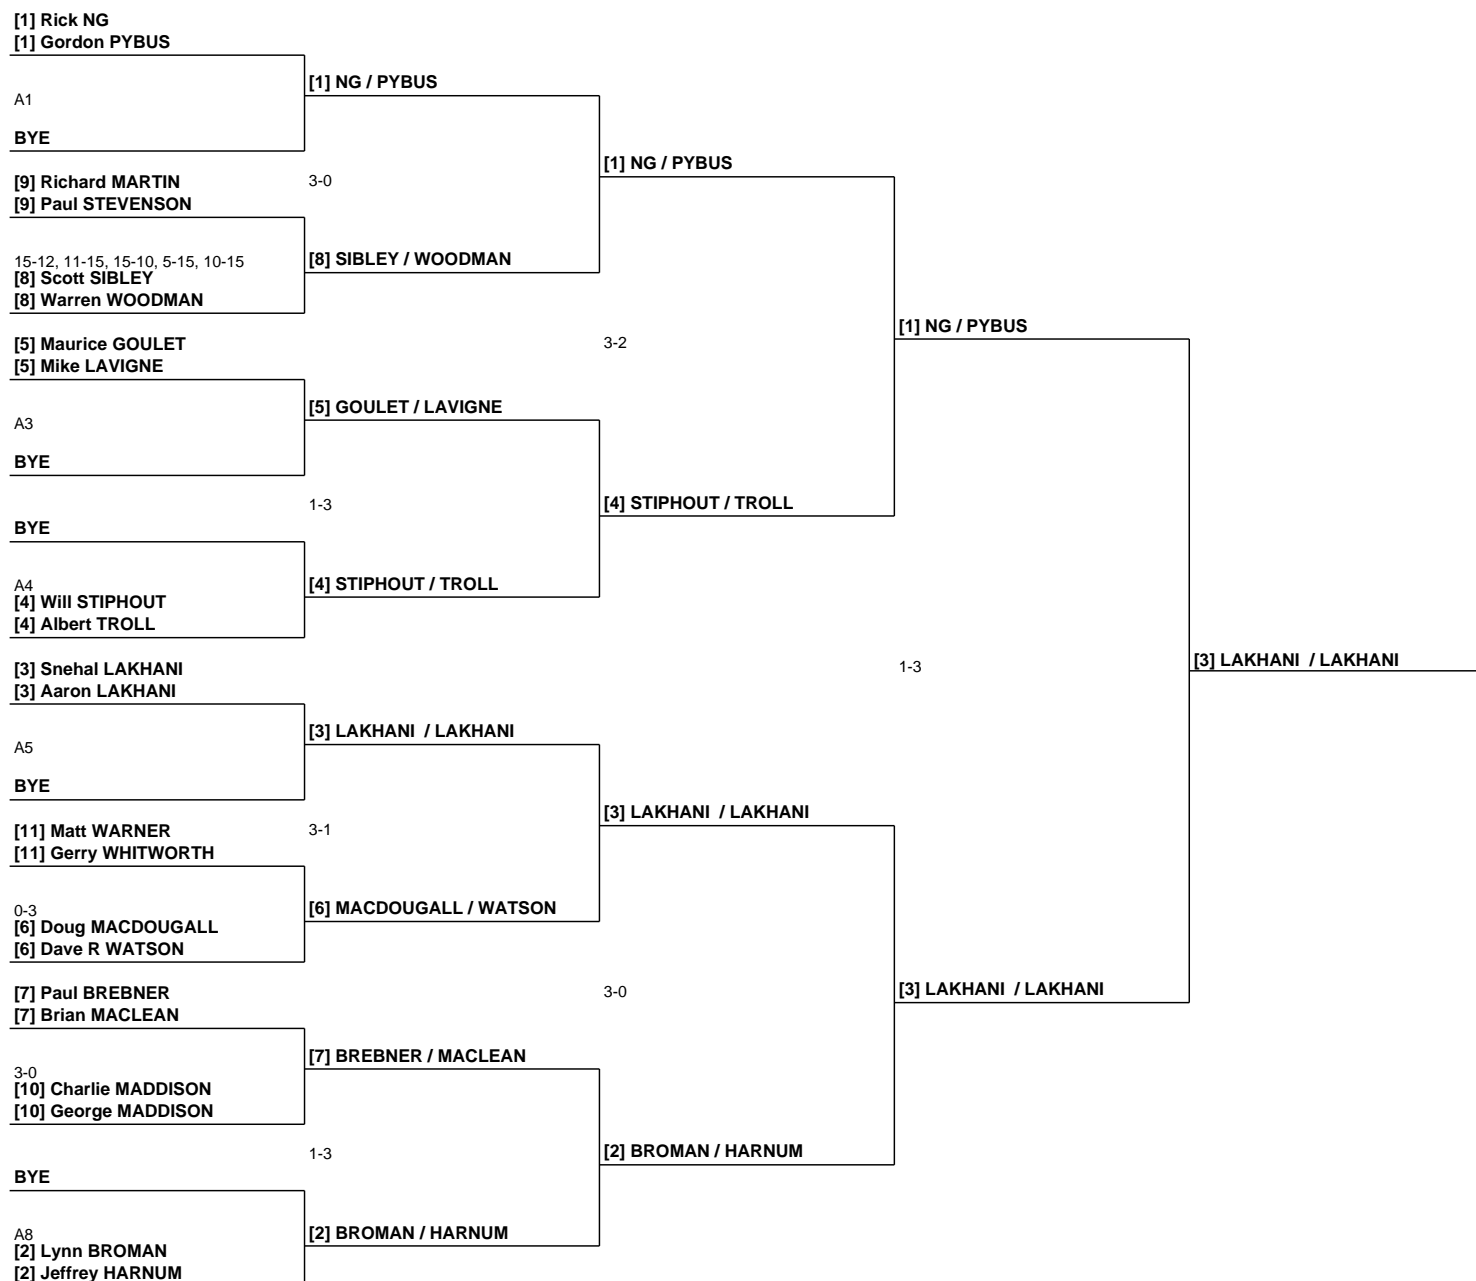 [1] Rick NG
[1] Gordon PYBUS
[1] NG / PYBUS
A1
BYE
[1] NG / PYBUS
[9] Richard MARTIN
3-0
[9] Paul STEVENSON
15-12, 11-15, 15-10, 5-15, 10-15
[8] SIBLEY / WOODMAN
[8] Scott SIBLEY
[8] Warren WOODMAN
[1] NG / PYBUS
[5] Maurice GOULET
3-2
[5] Mike LAVIGNE
[5] GOULET / LAVIGNE
A3
BYE
1-3
[4] STIPHOUT / TROLL
BYE
A4
[4] STIPHOUT / TROLL
[4] Will STIPHOUT
[4] Albert TROLL
[3] LAKHANI / LAKHANI
[3] Snehal LAKHANI
1-3
[3] Aaron LAKHANI
[3] LAKHANI / LAKHANI
A5
BYE
[3] LAKHANI / LAKHANI
[11] Matt WARNER
3-1
[11] Gerry WHITWORTH
0-3
[6] MACDOUGALL / WATSON
[6] Doug MACDOUGALL
[6] Dave R WATSON
[7] Paul BREBNER
3-0
[3] LAKHANI / LAKHANI
[7] Brian MACLEAN
[7] BREBNER / MACLEAN
3-0
[10] Charlie MADDISON
[10] George MADDISON
1-3
[2] BROMAN / HARNUM
BYE
A8
[2] BROMAN / HARNUM
[2] Lynn BROMAN
[2] Jeffrey HARNUM